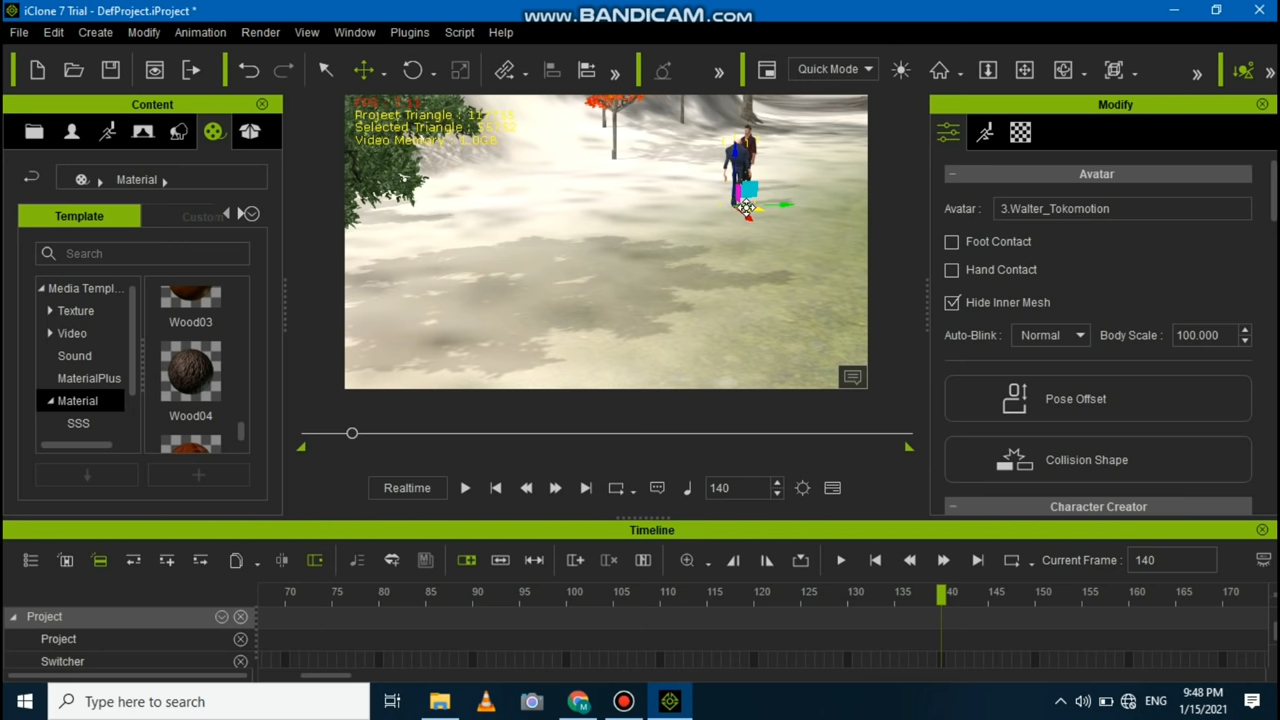 iClone 7 Trial - DefProject.iProject *
www.BANDICAM.com
File Edit Create Modify Animation Render View Window Plugins Script Help
Quick Mode
Content
Material
Template
Custom
Search
Media Templ...
Texture
Video
Sound
MaterialPlus
Material
SSS
Wood03
Wood04
Project Triangle :
Selected Triangle :
Video Memory : 1.0GB
Realtime
140
Modify
Avatar
Avatar : 3.Walter_Tokomotion
Foot Contact
Hand Contact
Hide Inner Mesh
Auto-Blink : Normal Body Scale : 100.000
Pose Offset
Collision Shape
Character Creator
Timeline
Current Frame : 140
70 75 80 85 90 95 100 105 110 115 120 125 130 135 40 145 150 155 160 165 170
Project
Project
Switcher
Type here to search
ENG
9:48 PM
1/15/2021